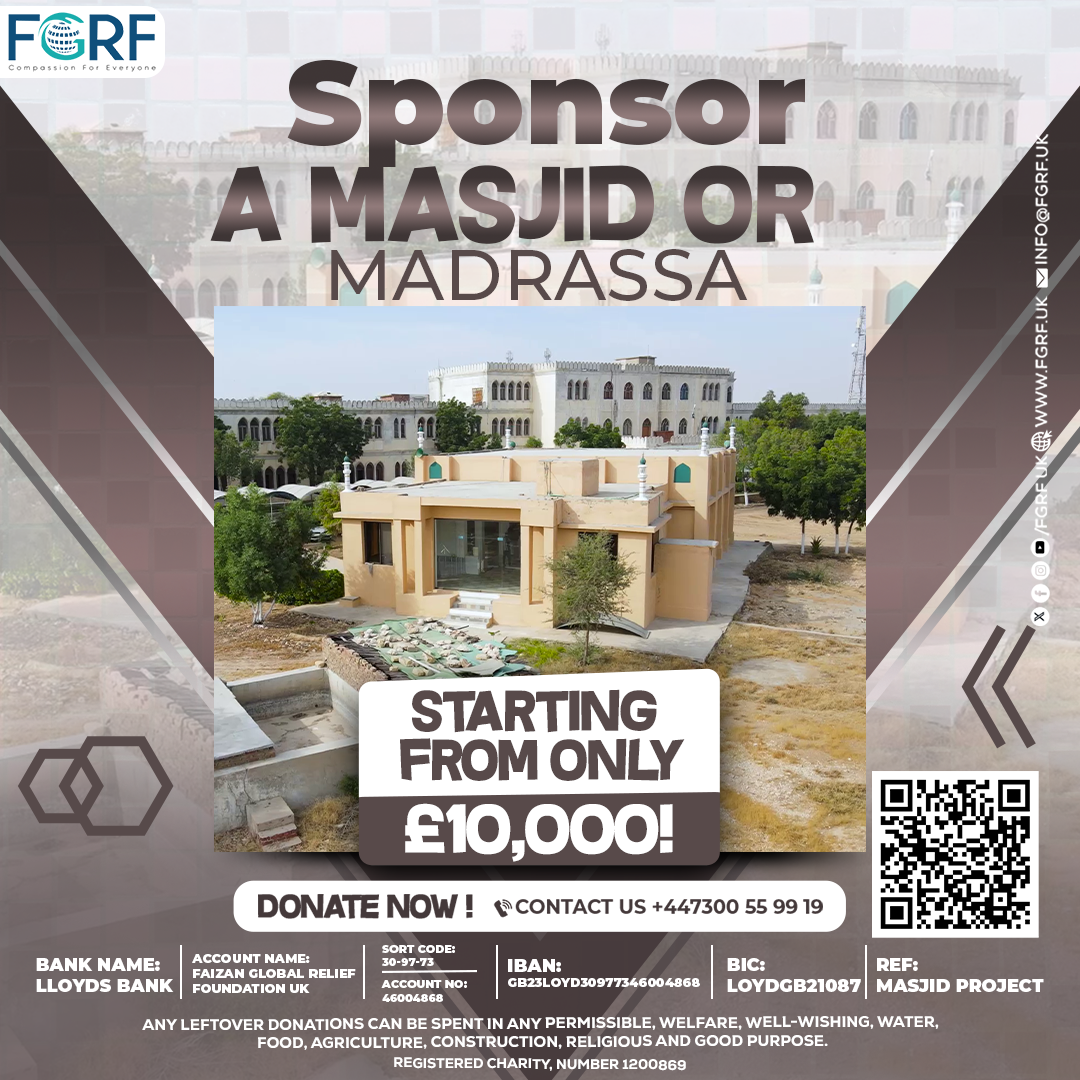 FGRF
Compassion For Everyone
Sponsor
A MASJID OR
MADRASSA
INFO@FGRF.UK
WWW.FGRF.UK
/FGRF.UK
STARTING
FROM ONLY
£10,000!
DONATE NOW !
CONTACT US +447300 55 99 19
BANK NAME:
LLOYDS BANK
ACCOUNT NAME:
FAIZAN GLOBAL RELIEF
FOUNDATION UK
SORT CODE:
30-97-73
ACCOUNT NO:
46004868
IBAN:
GB23LOYD30977346004868
BIC:
LOYDGB21087
REF:
MASJID PROJECT
ANY LEFTOVER DONATIONS CAN BE SPENT IN ANY PERMISSIBLE, WELFARE, WELL-WISHING, WATER,
FOOD, AGRICULTURE, CONSTRUCTION, RELIGIOUS AND GOOD PURPOSE.
REGISTERED CHARITY, NUMBER 1200869